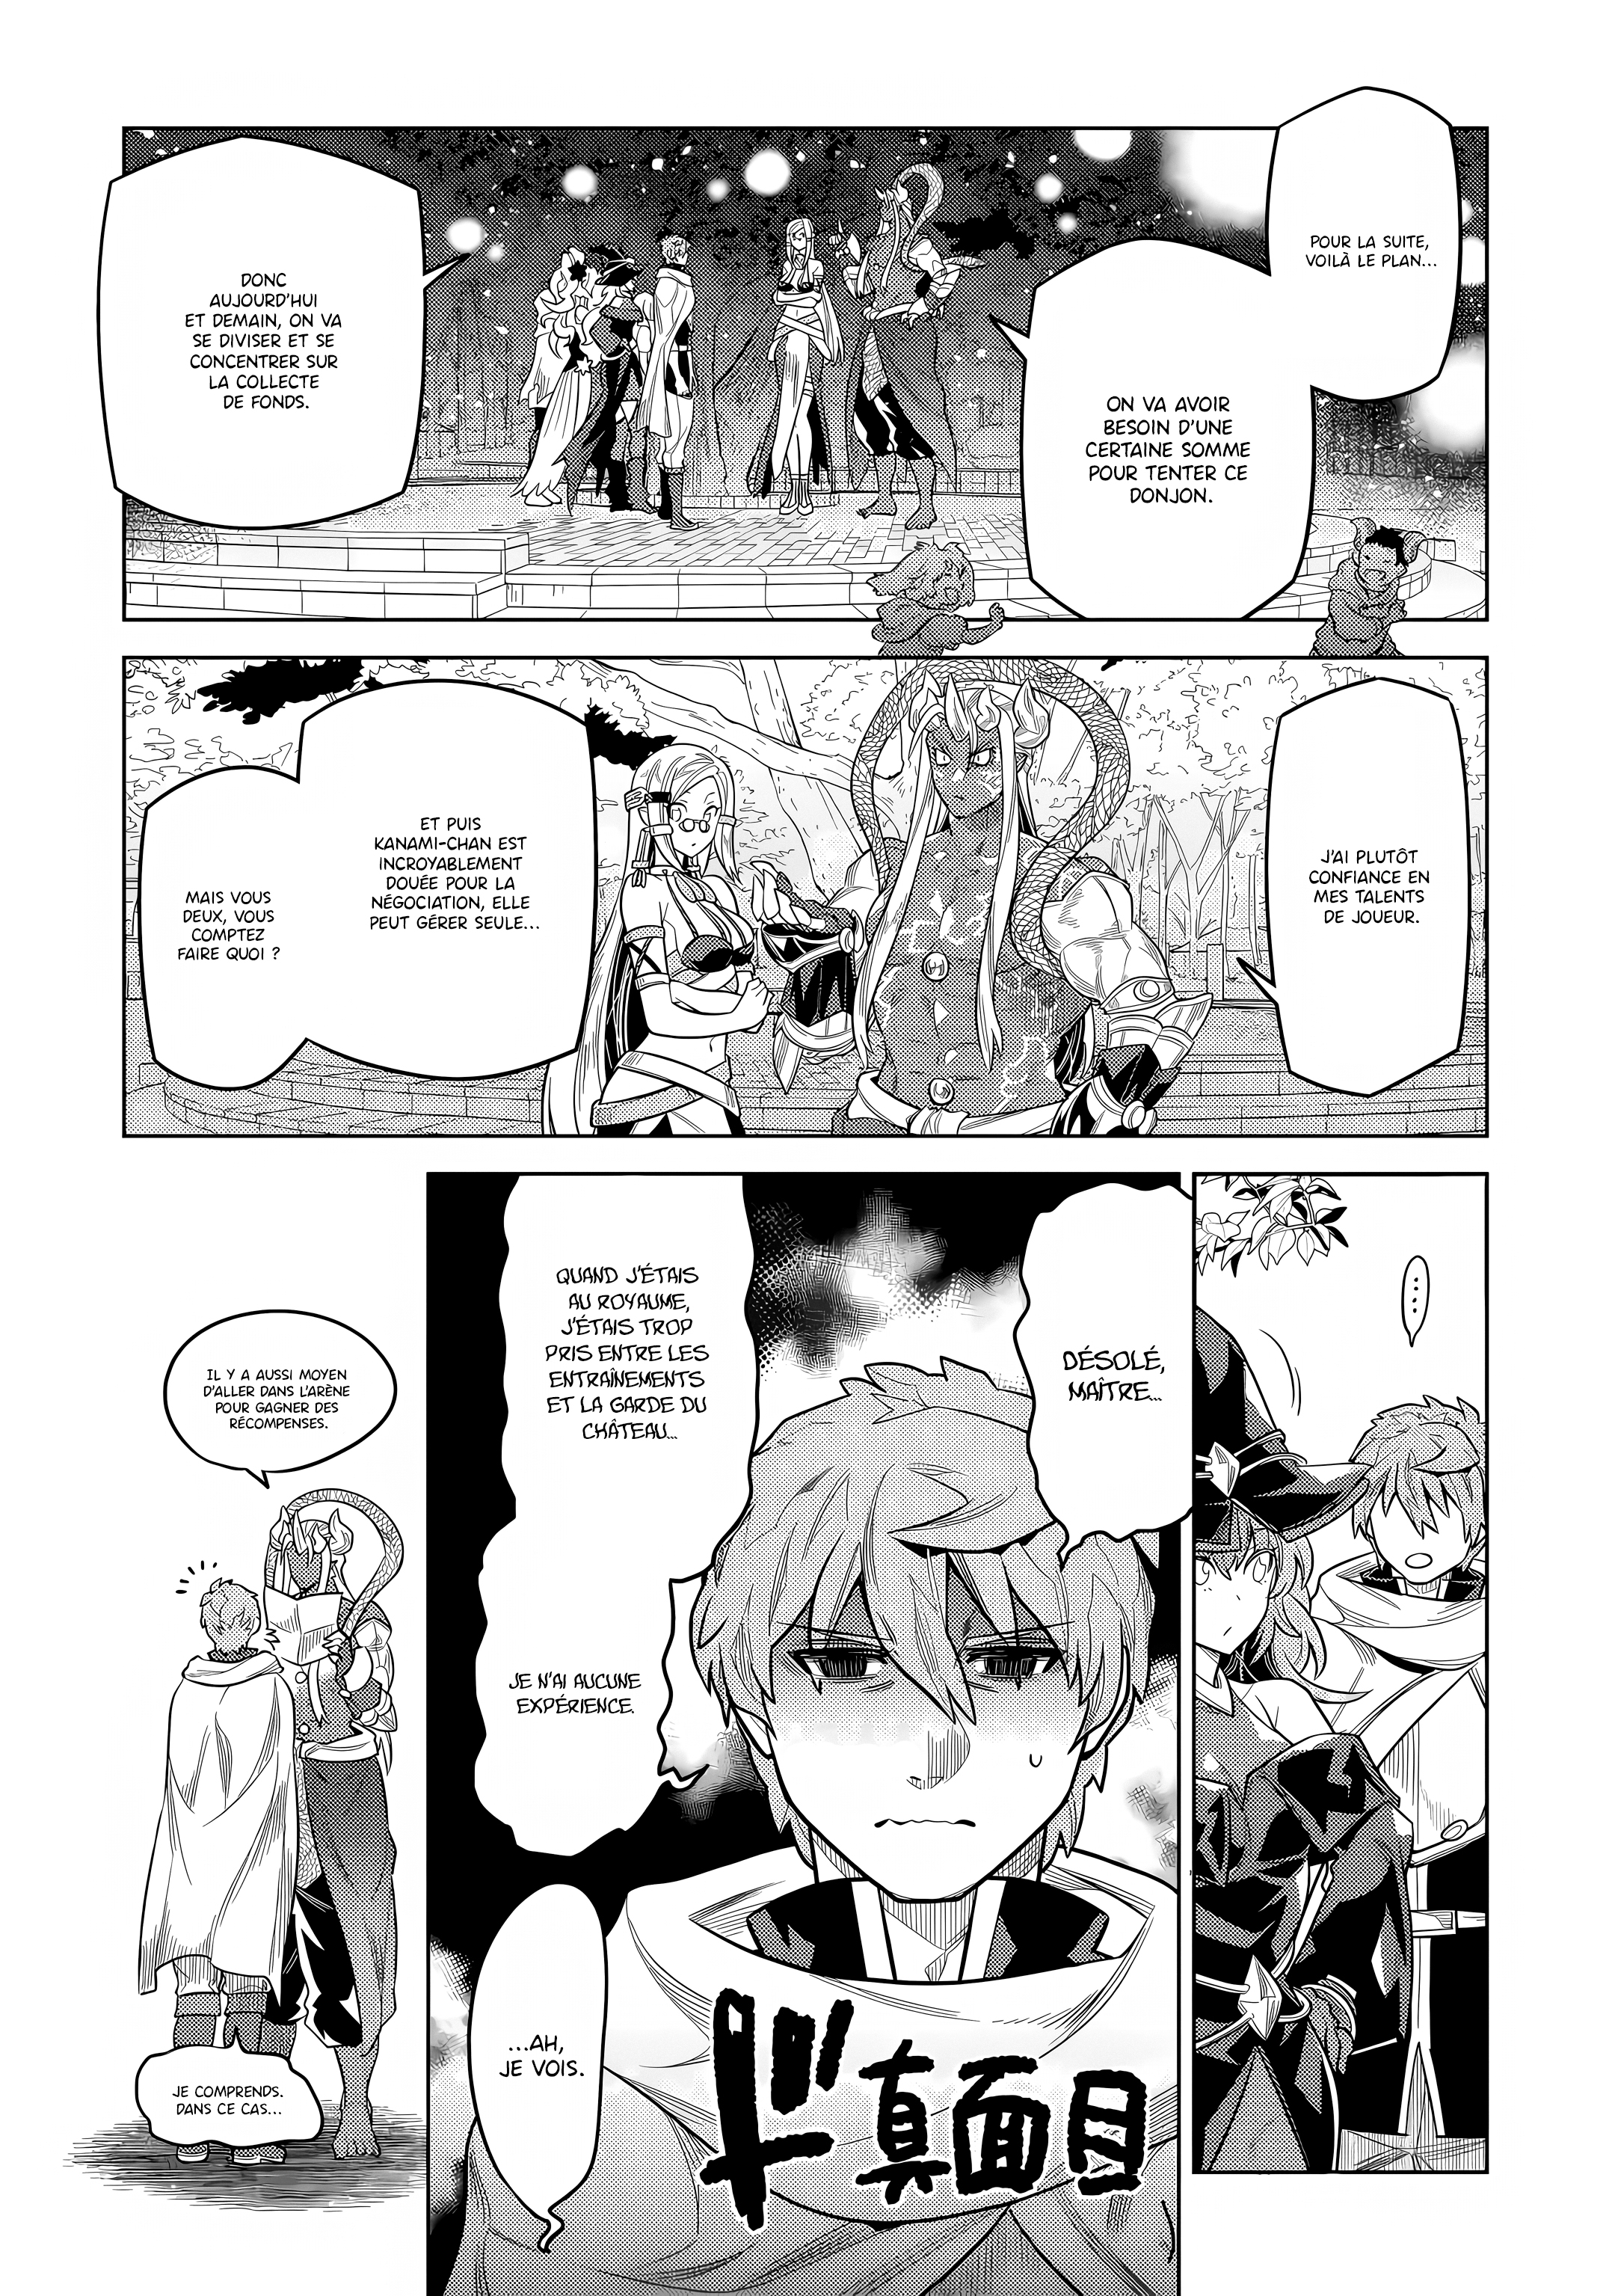 POUR LA SUITE,
VOILÀ LE PLAN...
ON VA AVOIR
BESOIN D'UNE
CERTAINE SOMME
POUR TENTER CE
DONJON.
DONC
AUJOURD'HUI
ET DEMAIN, ON VA
SE DIVISER ET SE
CONCENTRER SUR
LA COLLECTE
DE FONDS.
J'AI PLUTÔT
CONFIANCE EN
MES TALENTS
DE JOUEUR.
ET PUIS
KANAMI-CHAN EST
INCROYABLEMENT
DOUÉE POUR LA
NÉGOCIATION, ELLE
PEUT GÉRER SEULE...
MAIS VOUS
DEUX, VOUS
COMPTEZ
FAIRE QUOI ?
....
DÉSOLÉ,
MAÎTRE...
QUAND J'ÉTAIS
AU ROYAUME,
J'ÉTAIS TROP
PRIS ENTRE LES
ENTRAÎNEMENTS
ET LA GARDE DU
CHÂTEAU...
JE N'AI AUCUNE
EXPÉRIENCE.
ド真面目
...AH,
JE VOIS.
IL Y A AUSSI MOYEN
D'ALLER DANS L'ARÈNE
POUR GAGNER DES
RÉCOMPENSES.
JE COMPRENDS.
DANS CE CAS...